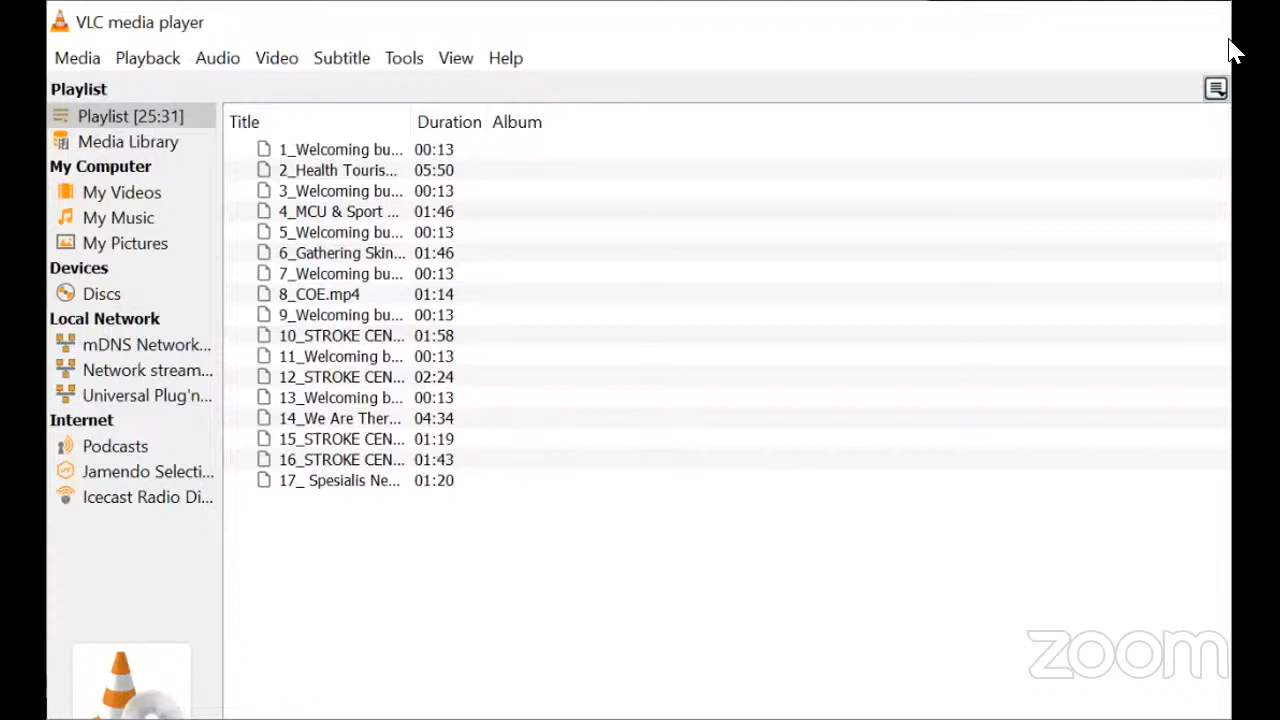 VLC media player
Media Playback Audio Video Subtitle Tools View Help
Playlist
Playlist [25:31]
Media Library
My Computer
My Videos
My Music
My Pictures
Devices
Discs
Local Network
mDNS Network...
Network stream...
Universal Plug'n...
Internet
Podcasts
Jamendo Selecti...
Icecast Radio Di...
Title Duration Album
1_Welcoming bu... 00:13
2_Health Touris... 05:50
3_Welcoming bu... 00:13
4_MCU & Sport ... 01:46
5_Welcoming bu... 00:13
6_Gathering Skin... 01:46
7_Welcoming bu... 00:13
8_COE.mp4 01:14
9_Welcoming bu... 00:13
10_STROKE CEN... 01:58
11_Welcoming b... 00:13
12_STROKE CEN... 02:24
13_Welcoming b... 00:13
14_We Are Ther... 04:34
15_STROKE CEN... 01:19
16_STROKE CEN... 01:43
17_ Spesialis Ne... 01:20
zoom